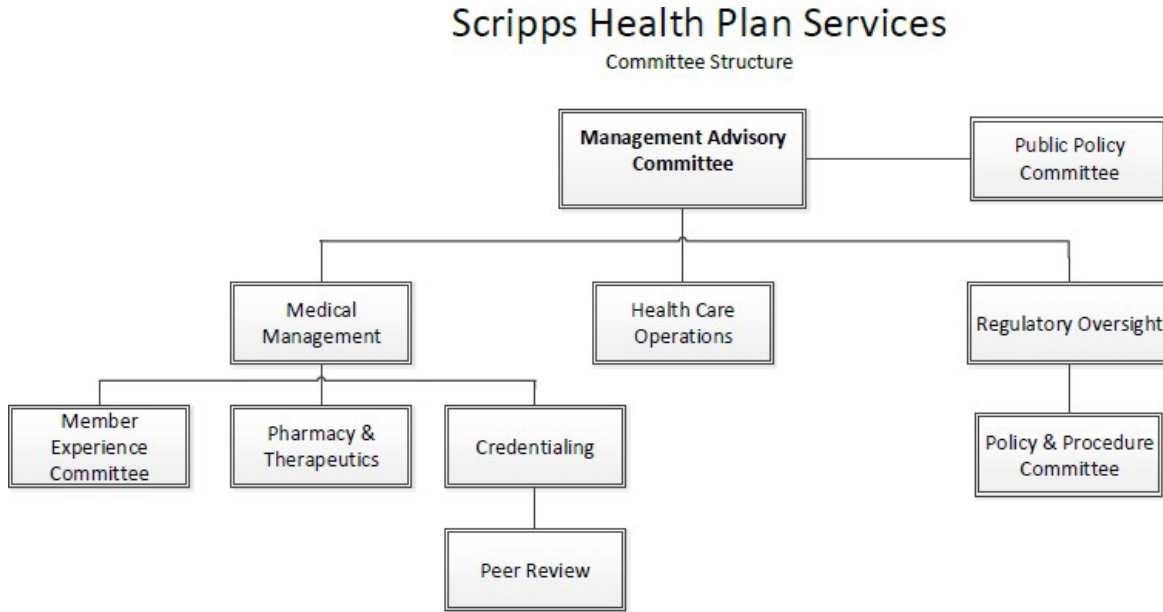 Scripps Health Plan Services
Committee Structure
Management Advisory
Committee
Public Policy
Committee
Medical
Management
Health Care
Operations
Regulatory Oversight
Member
Experience
Committee
Pharmacy &
Therapeutics
Credentialing
Policy & Procedure
Committee
Peer Review